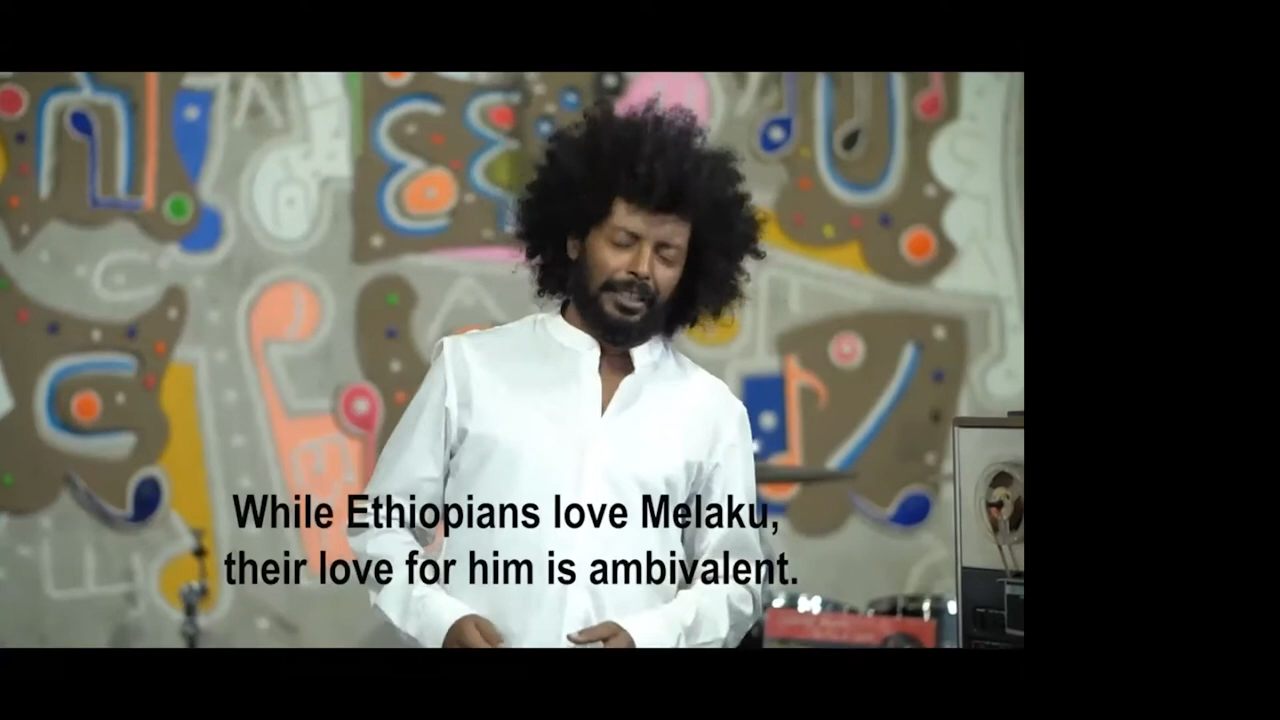 While Ethiopians love Melaku,
their love for him is ambivalent.